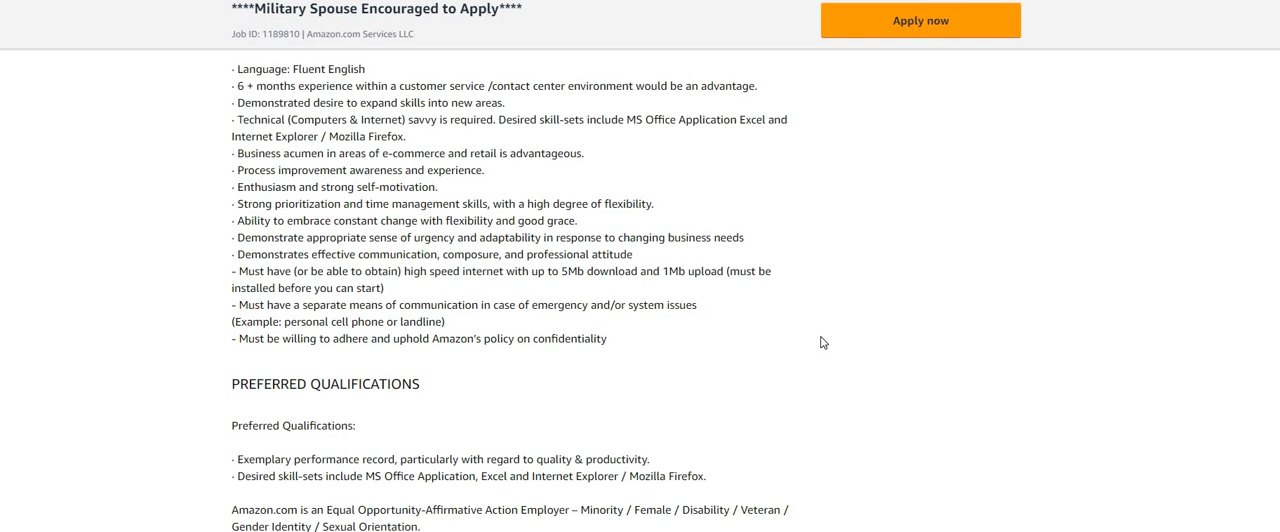 ****Military Spouse Encouraged to Apply****
Apply now
Job ID: 1189810 | Amazon.com Services LLC
· Language: Fluent English
· 6 + months experience within a customer service /contact center environment would be an advantage.
· Demonstrated desire to expand skills into new areas.
· Technical (Computers & Internet) savvy is required. Desired skill-sets include MS Office Application Excel and
Internet Explorer / Mozilla Firefox.
· Business acumen in areas of e-commerce and retail is advantageous.
· Process improvement awareness and experience.
· Enthusiasm and strong self-motivation.
· Strong prioritization and time management skills, with a high degree of flexibility.
· Ability to embrace constant change with flexibility and good grace.
· Demonstrate appropriate sense of urgency and adaptability in response to changing business needs
· Demonstrates effective communication, composure, and professional attitude
- Must have (or be able to obtain) high speed internet with up to 5Mb download and 1Mb upload (must be
installed before you can start)
- Must have a separate means of communication in case of emergency and/or system issues
(Example: personal cell phone or landline)
- Must be willing to adhere and uphold Amazon’s policy on confidentiality
PREFERRED QUALIFICATIONS
Preferred Qualifications:
· Exemplary performance record, particularly with regard to quality & productivity.
· Desired skill-sets include MS Office Application, Excel and Internet Explorer / Mozilla Firefox.
Amazon.com is an Equal Opportunity-Affirmative Action Employer – Minority / Female / Disability / Veteran /
Gender Identity / Sexual Orientation.